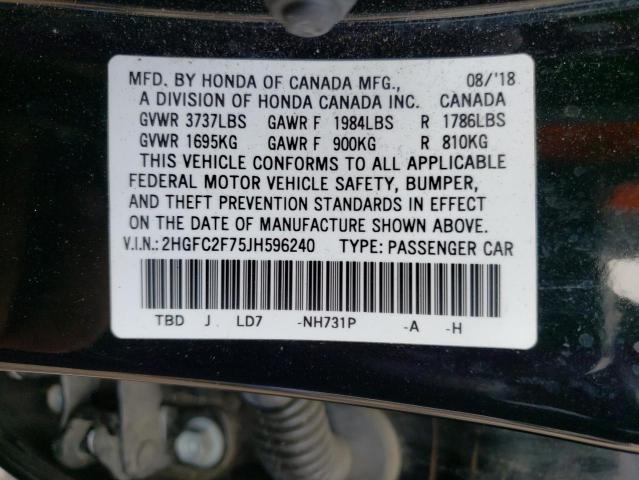 MFD. BY HONDA OF CANADA MFG., 08/'18
A DIVISION OF HONDA CANADA INC. CANADA
GVWR 3737LBS GAWR F 1984LBS R 1786LBS
GVWR 1695KG GAWR F 900KG R 810KG
THIS VEHICLE CONFORMS TO ALL APPLICABLE
FEDERAL MOTOR VEHICLE SAFETY, BUMPER,
AND THEFT PREVENTION STANDARDS IN EFFECT
ON THE DATE OF MANUFACTURE SHOWN ABOVE.
V.I.N.: 2HGFC2F75JH596240 TYPE: PASSENGER CAR
TBD J LD7 -NH731P -A -H